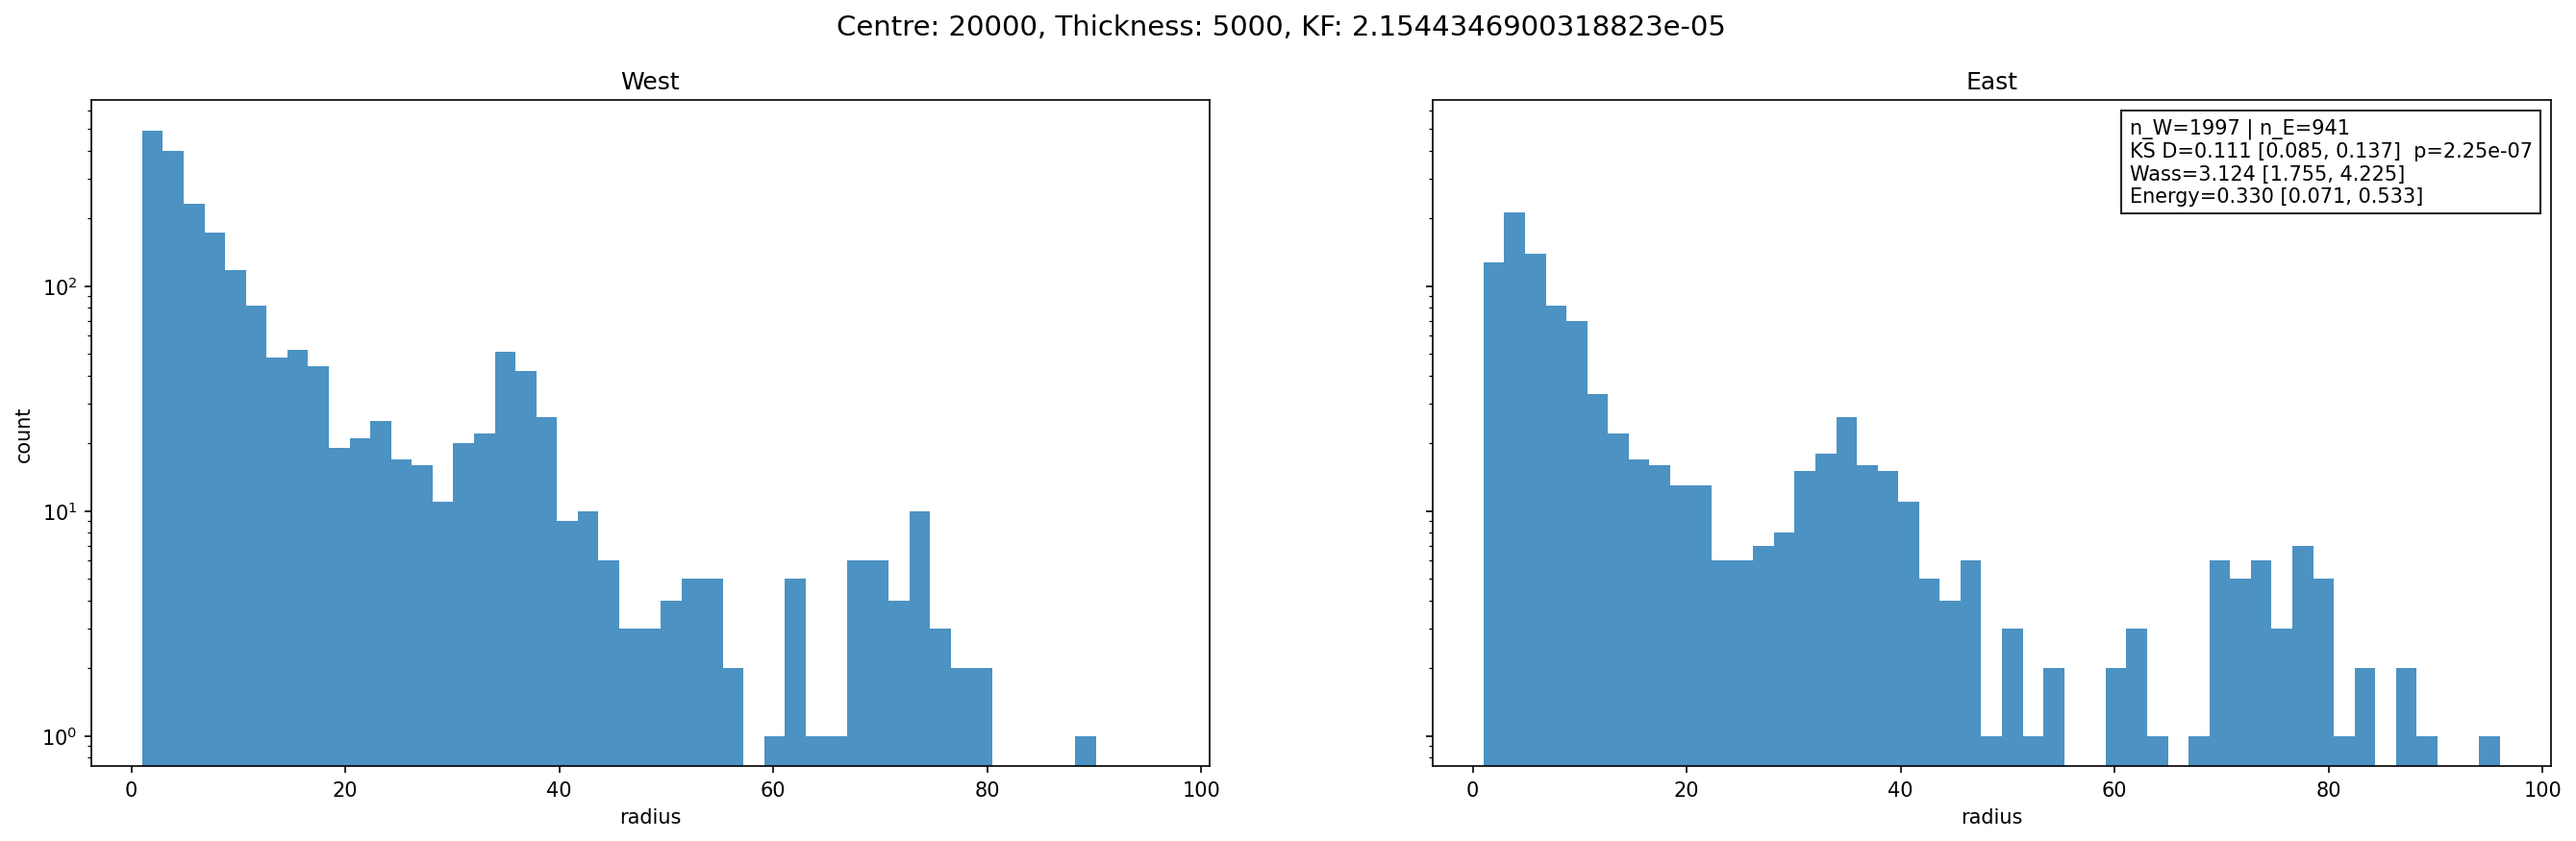 Centre: 20000, Thickness: 5000, KF: 2.1544346900318823e-05
West
count
10²
10¹
10⁰
0 20 40 60 80 100
radius
East
n_W=1997 | n_E=941
KS D=0.111 [0.085, 0.137]  p=2.25e-07
Wass=3.124 [1.755, 4.225]
Energy=0.330 [0.071, 0.533]
0 20 40 60 80 100
radius